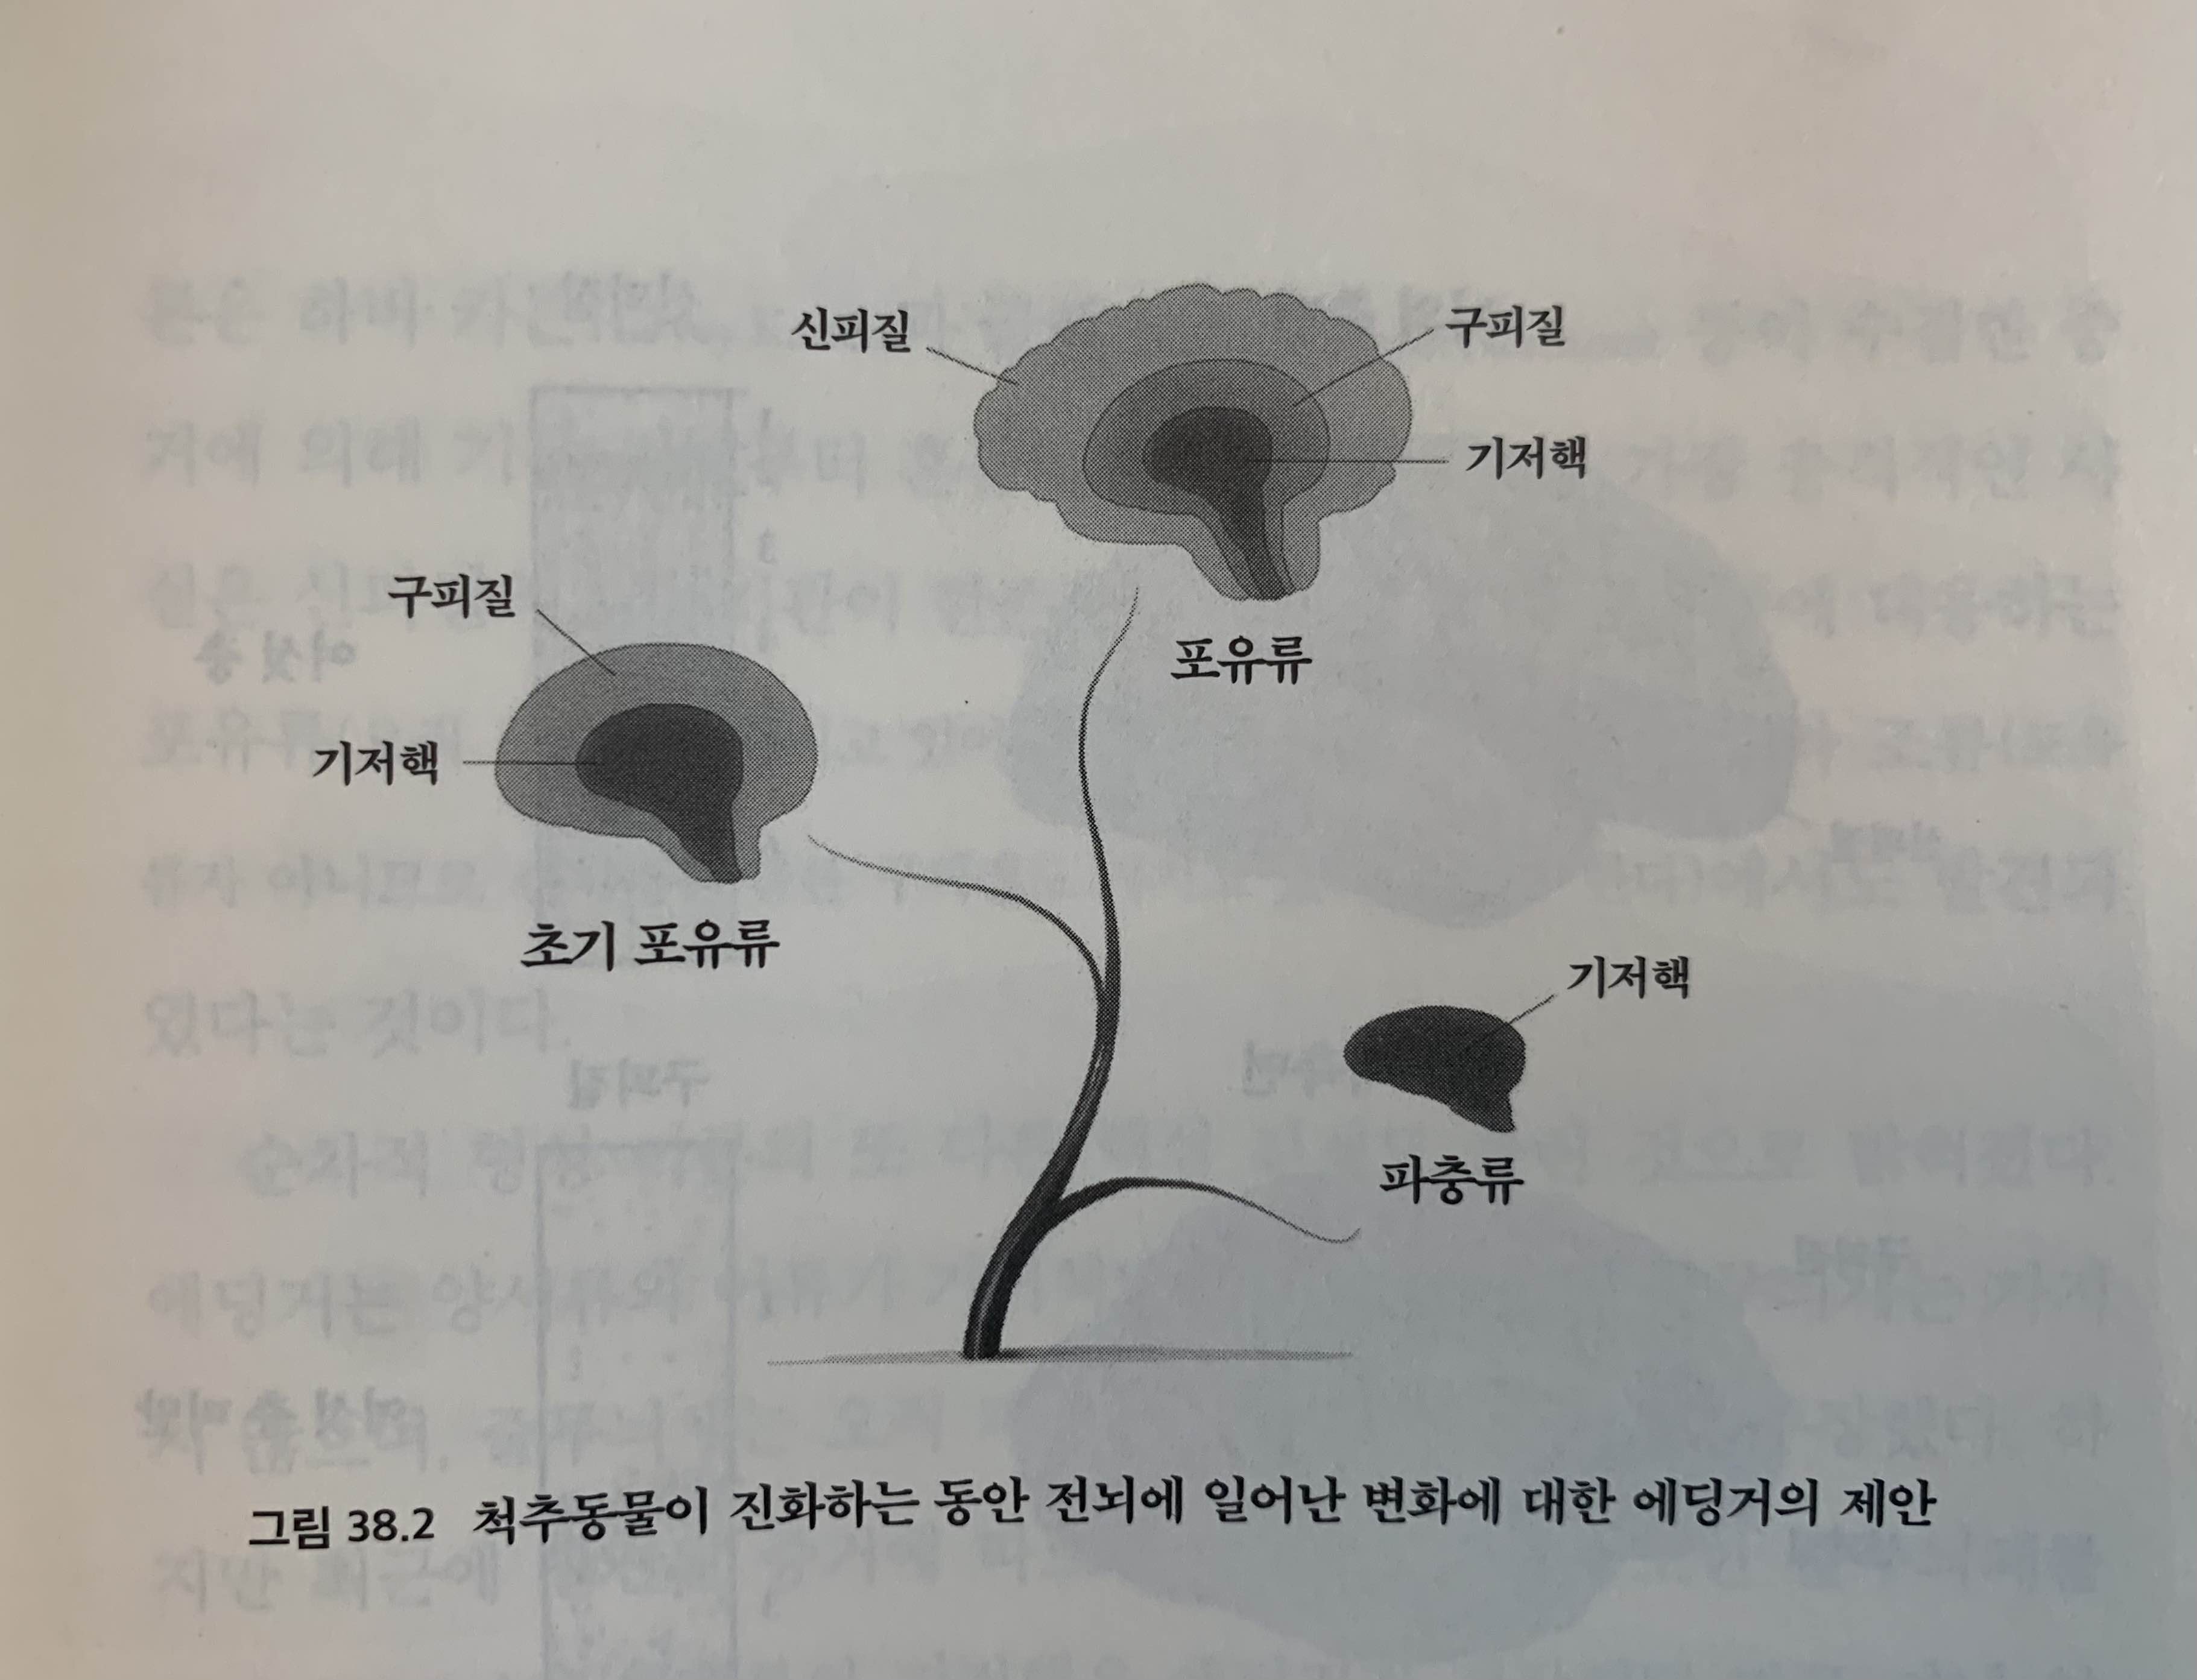 신피질
구피질
기저핵
포유류
구피질
기저핵
초기 포유류
기저핵
파충류
그림 38.2 척추동물이 진화하는 동안 전뇌에 일어난 변화에 대한 에딩거의 제안